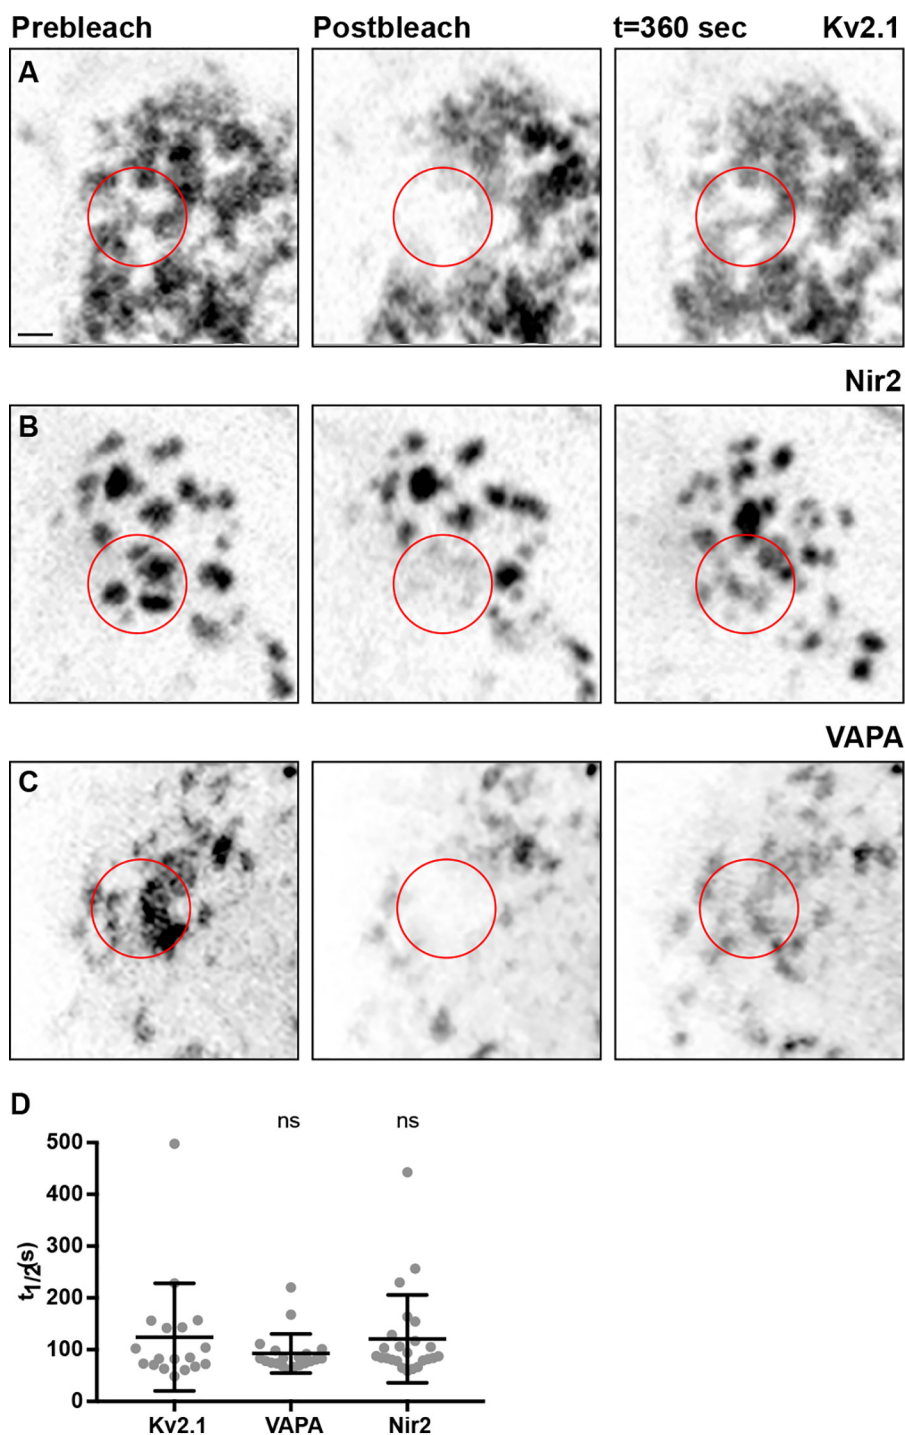 Prebleach Postbleach t=360 sec Kv2.1
A
Nir2
B
VAPA
C
D
ns ns
500
400
300
200
100
0
t1/2(s)
Kv2.1 VAPA Nir2